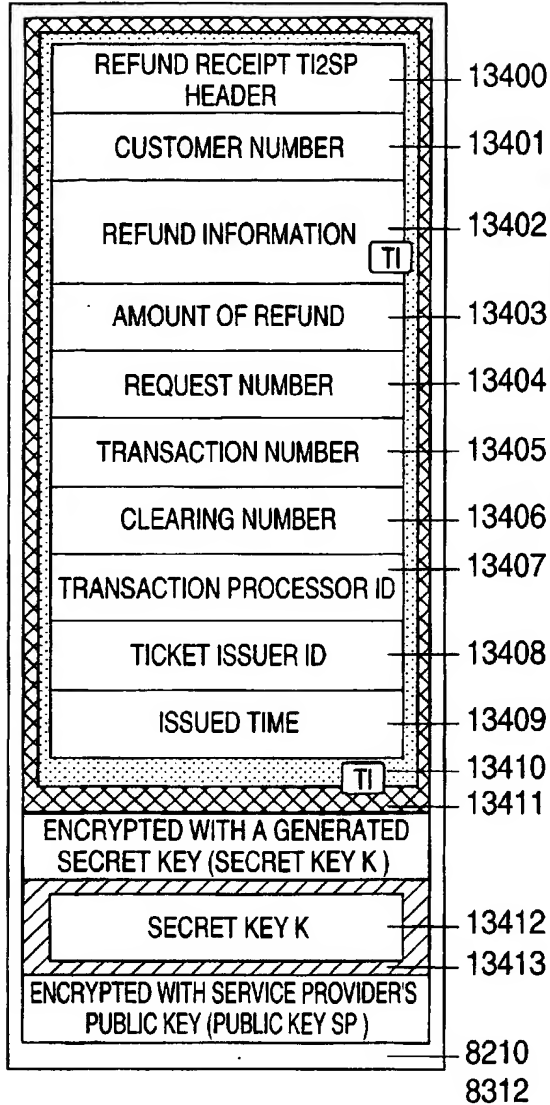 REFUND RECEIPT TI2SP
HEADER
13400
CUSTOMER NUMBER
13401
REFUND INFORMATION
13402
TI
AMOUNT OF REFUND
13403
REQUEST NUMBER
13404
TRANSACTION NUMBER
13405
CLEARING NUMBER
13406
13407
TRANSACTION PROCESSOR ID
TICKET ISSUER ID
13408
ISSUED TIME
13409
TI
13410
13411
ENCRYPTED WITH A GENERATED
SECRET KEY (SECRET KEY K)
SECRET KEY K
13412
13413
ENCRYPTED WITH SERVICE PROVIDER'S
PUBLIC KEY (PUBLIC KEY SP)
8210
8312